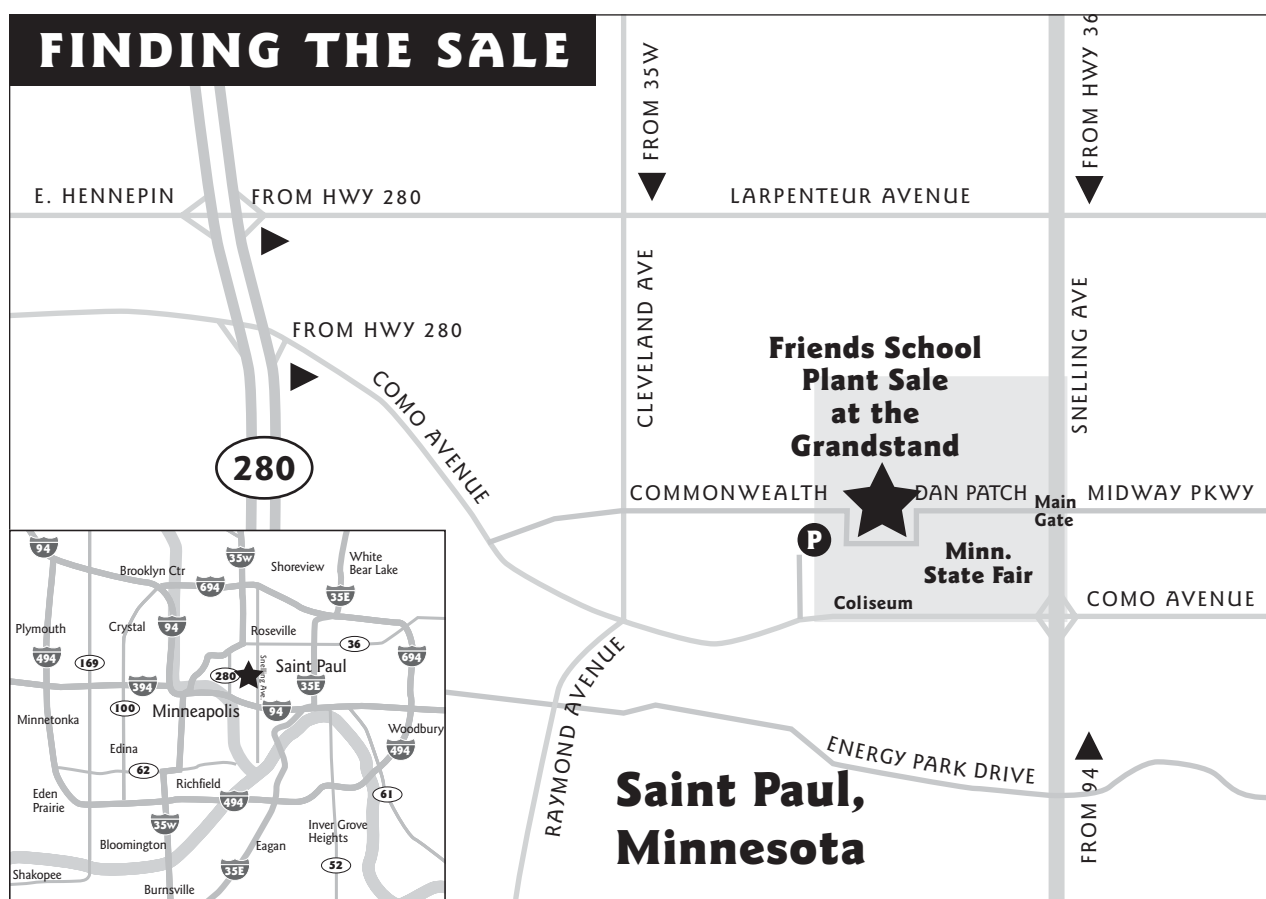 FINDING THE SALE
FROM 35W
FROM HWY 36
E. HENNEPIN
FROM HWY 280
LARPENTEUR AVENUE
FROM HWY 280
COMO AVENUE
CLEVELAND AVE
SNELLING AVE
Friends School
Plant Sale
at the
Grandstand
280
COMMONWEALTH
DAN PATCH
Main
Gate
MIDWAY PKWY
P
Minn.
State Fair
Coliseum
COMO AVENUE
RAYMOND AVENUE
ENERGY PARK DRIVE
FROM 94
Saint Paul,
Minnesota
94
35W
White
Bear Lake
Brooklyn Ctr
Shoreview
694
35E
Plymouth
Crystal
94
Roseville
36
494
169
280
Snelling Ave.
Saint Paul
694
394
35E
100
Minneapolis
94
Minnetonka
Woodbury
Edina
494
62
Richfield
Eden
Prairie
494
61
35W
Inver Grove
Heights
Bloomington
Eagan
52
35E
Shakopee
Burnsville